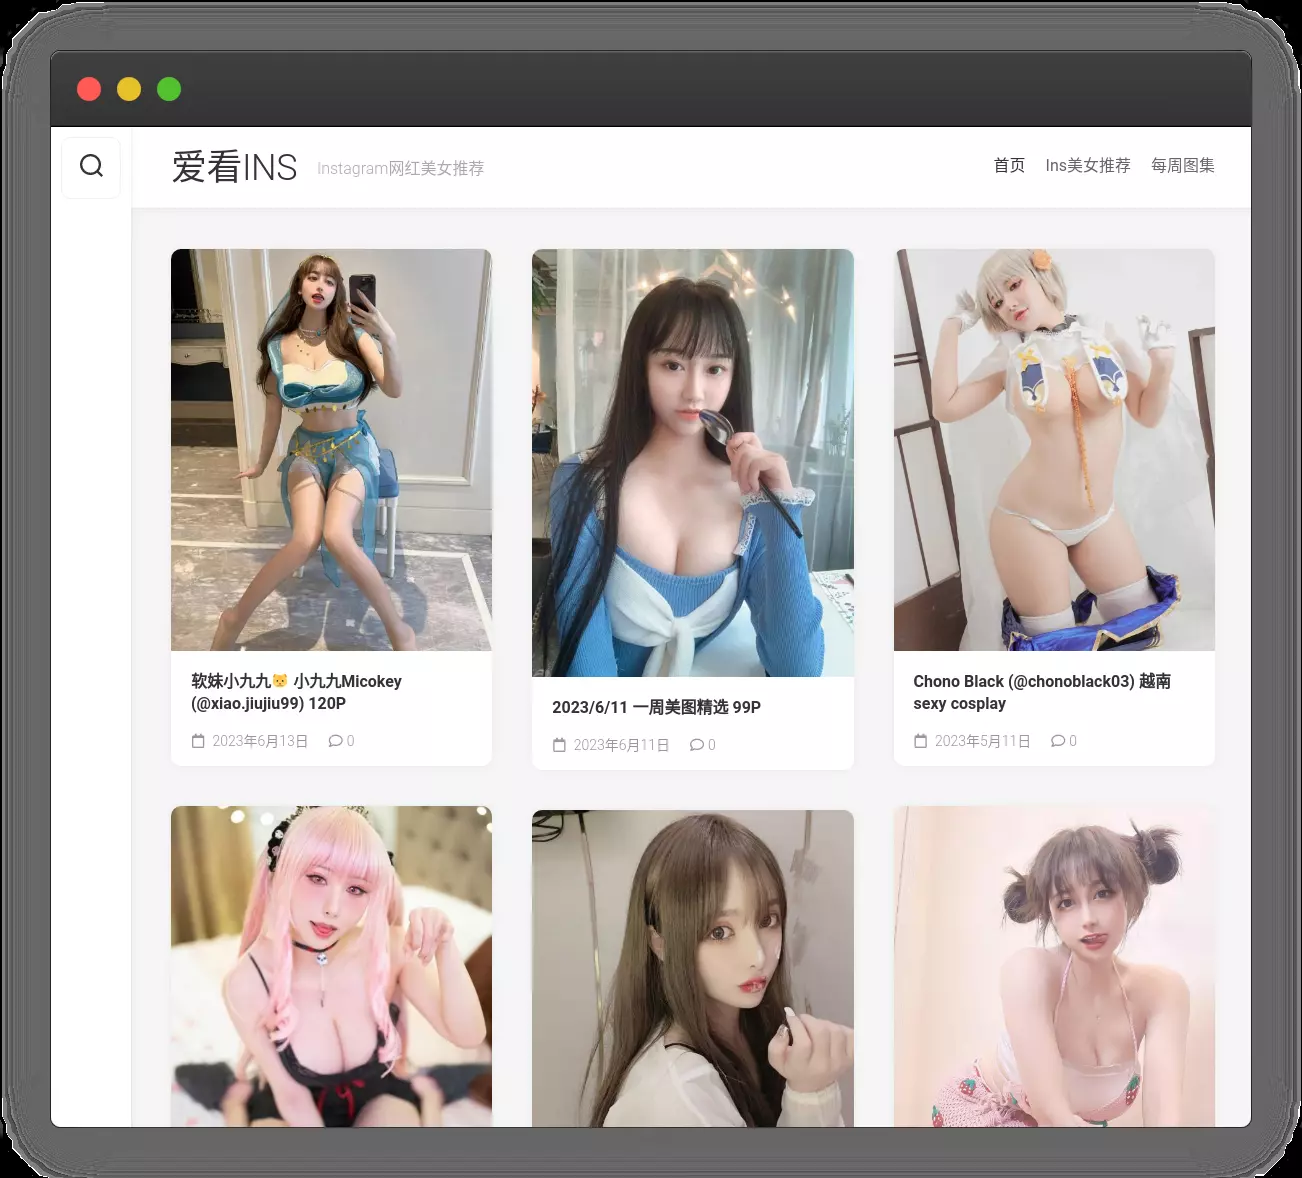 爱看INS
Instagram网红美女推荐
首页 Ins美女推荐 每周图集
软妹小九九🐯 小九九Micokey
(@xiao.jiujiu99) 120P
2023年6月13日 0
2023/6/11 一周美图精选 99P
2023年6月11日 0
Chono Black (@chonoblack03) 越南
sexy cosplay
2023年5月11日 0